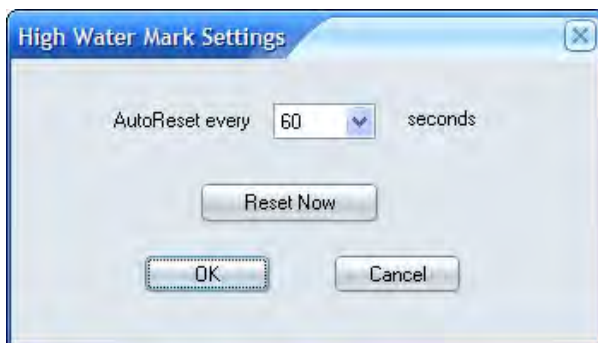 High Water Mark Settings
AutoReset every 60 seconds
Reset Now
OK Cancel